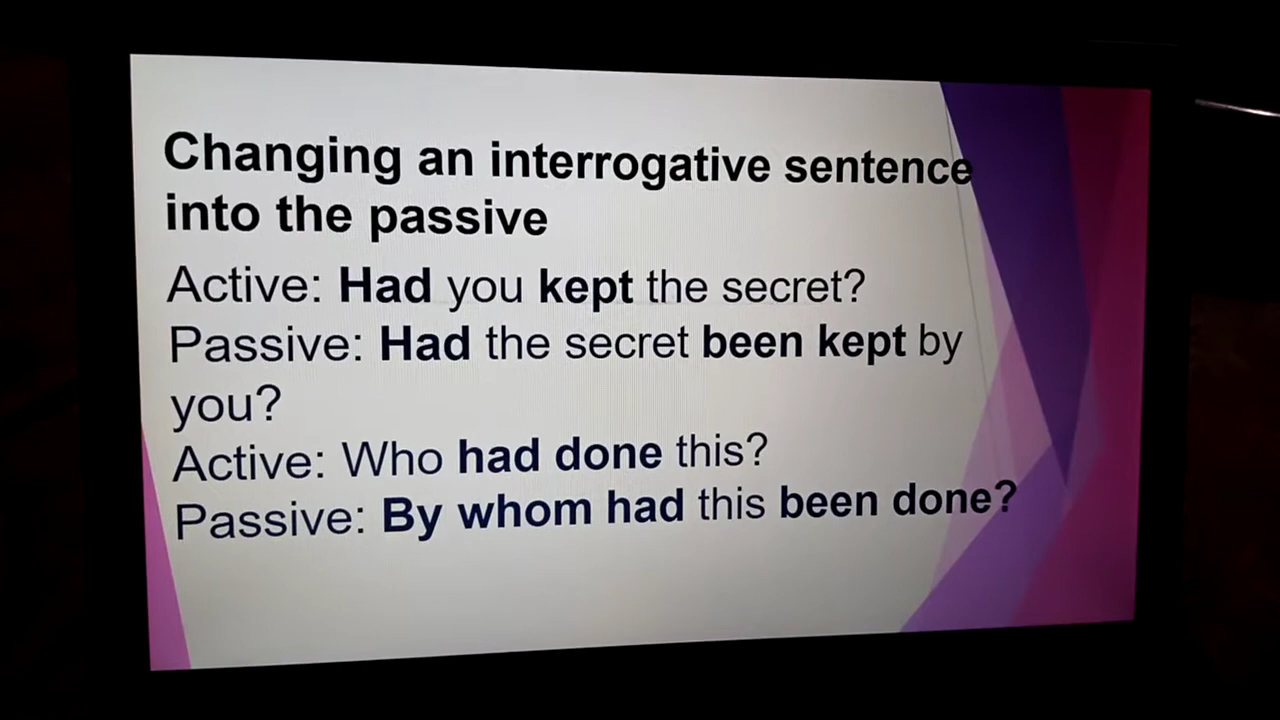 Changing an interrogative sentence
into the passive
Active: Had you kept the secret?
Passive: Had the secret been kept by
you?
Active: Who had done this?
Passive: By whom had this been done?